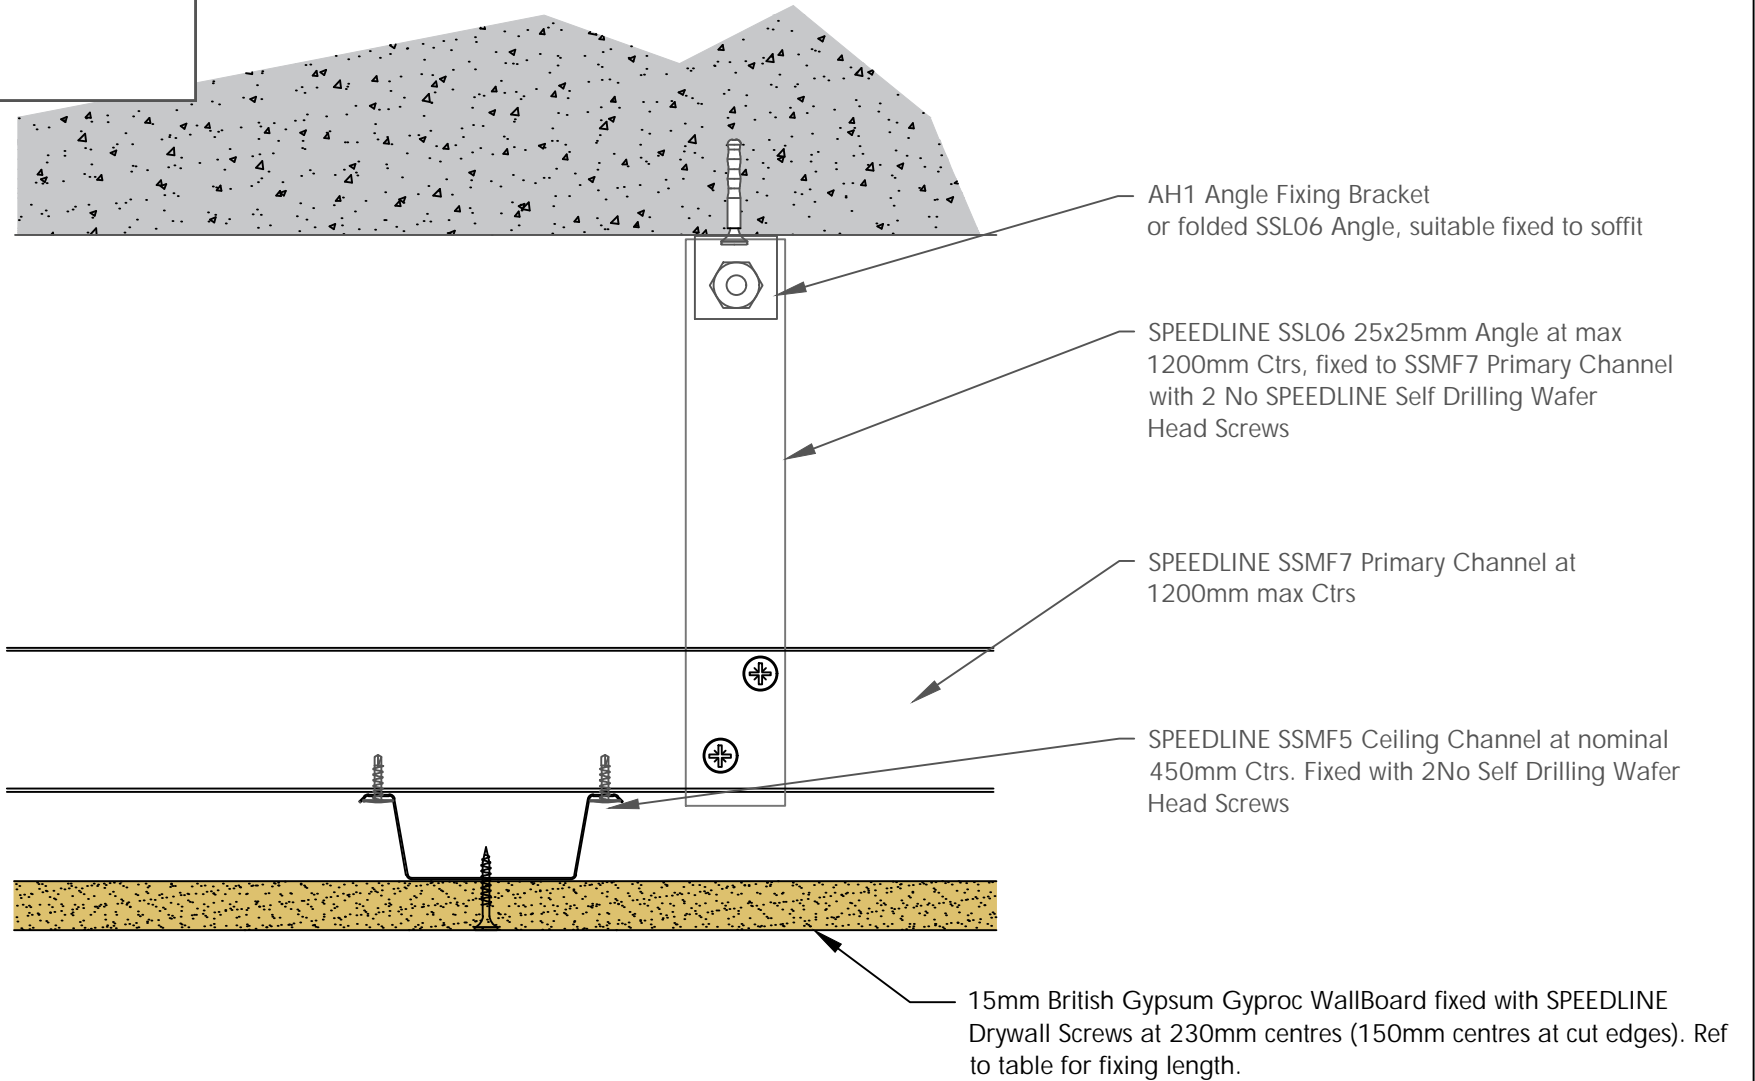 AH1 Angle Fixing Bracket
or folded SSL06 Angle, suitable fixed to soffit
SPEEDLINE SSL06 25x25mm Angle at max
1200mm Ctrs, fixed to SSMF7 Primary Channel
with 2 No SPEEDLINE Self Drilling Wafer
Head Screws
SPEEDLINE SSMF7 Primary Channel at
1200mm max Ctrs
SPEEDLINE SSMF5 Ceiling Channel at nominal
450mm Ctrs. Fixed with 2No Self Drilling Wafer
Head Screws
15mm British Gypsum Gyproc WallBoard fixed with SPEEDLINE
Drywall Screws at 230mm centres (150mm centres at cut edges). Ref
to table for fixing length.